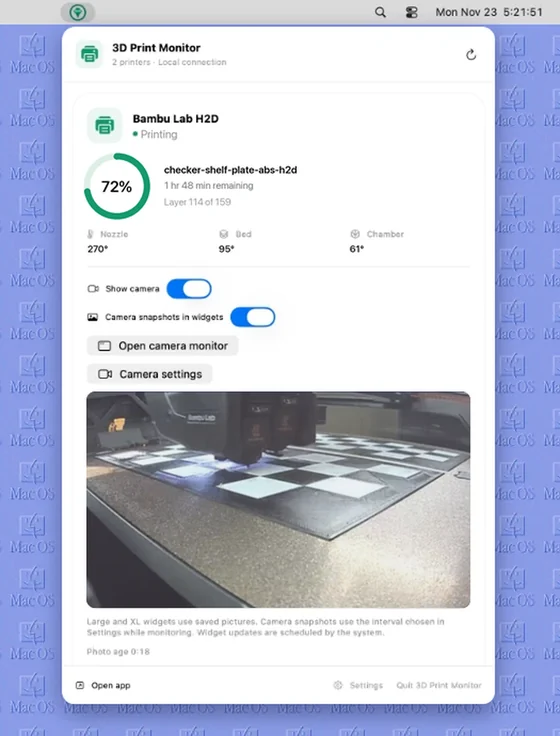 Mon Nov 23 5:21:51
3D Print Monitor
2 printers · Local connection
Bambu Lab H2D
Printing
72%
checker-shelf-plate-abs-h2d
1 hr 48 min remaining
Layer 114 of 159
Nozzle Bed Chamber
270° 95° 61°
Show camera
Camera snapshots in widgets
Open camera monitor
Camera settings
Bambu Lab
Large and XL widgets use saved pictures. Camera snapshots use the interval chosen in
Settings while monitoring. Widget updates are scheduled by the system.
Photo age 0:18
Open app Settings Quit 3D Print Monitor
Mac OS